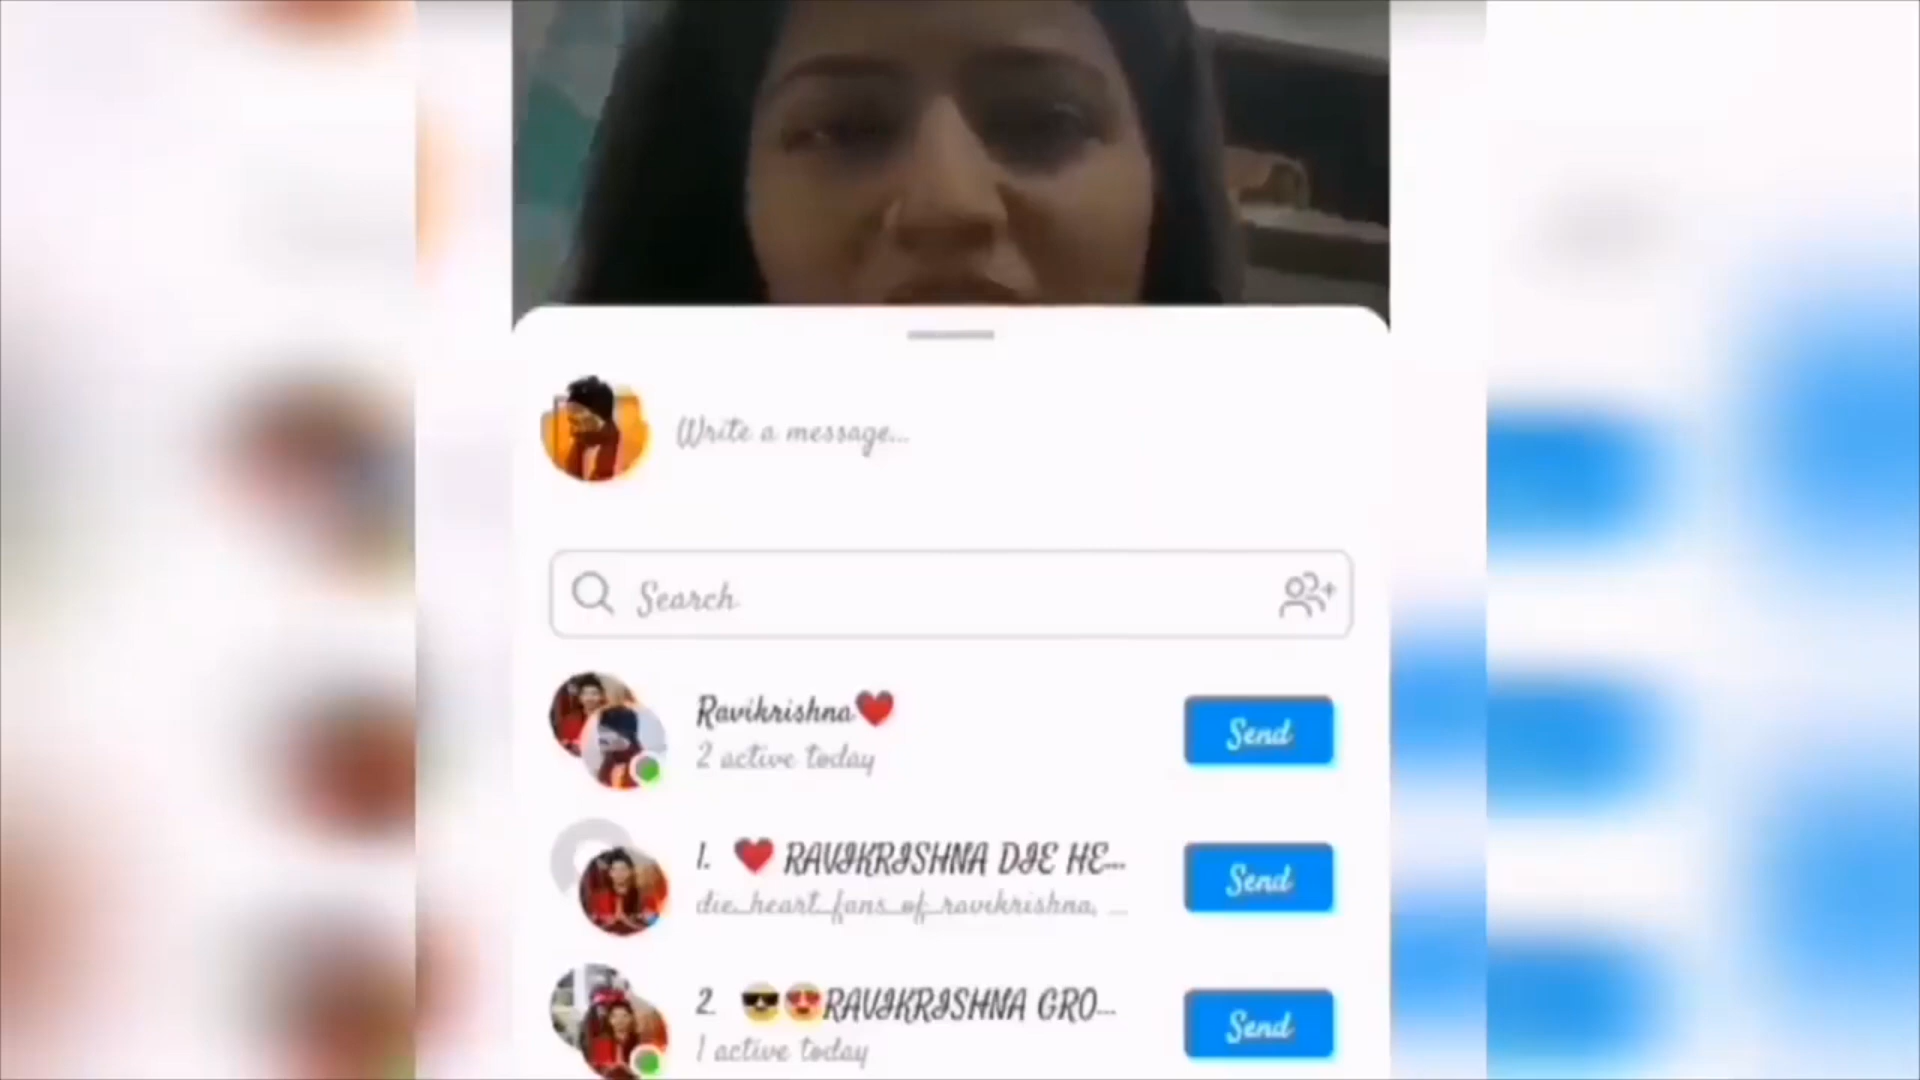 Write a message...
Search
Ravikrishna❤️
2 active today
Send
1. ❤️ RAVIKRISHNA DIE HE...
die_heart_fans_of_ravikrishna, ...
Send
2. 😎😍RAVIKRISHNA GRO...
1 active today
Send